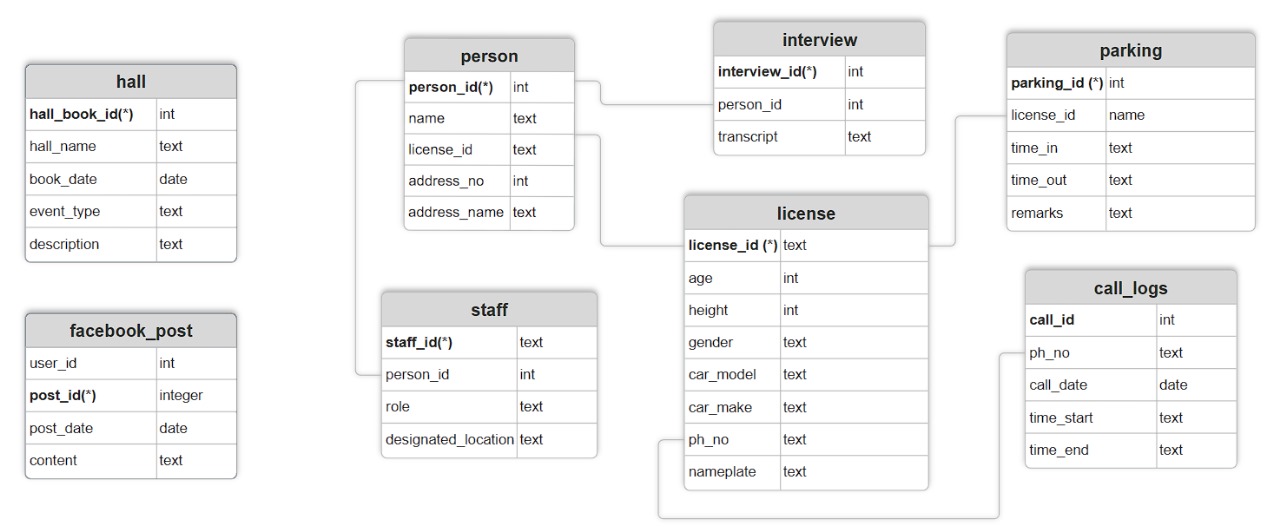 hall
hall_book_id(*) int
hall_name text
book_date date
event_type text
description text
facebook_post
user_id int
post_id(*) integer
post_date date
content text
person
person_id(*) int
name text
license_id text
address_no int
address_name text
staff
staff_id(*) text
person_id int
role text
designated_location text
interview
interview_id(*) int
person_id int
transcript text
license
license_id (*) text
age int
height int
gender text
car_model text
car_make text
ph_no text
nameplate text
parking
parking_id (*) int
license_id name
time_in text
time_out text
remarks text
call_logs
call_id int
ph_no text
call_date date
time_start text
time_end text